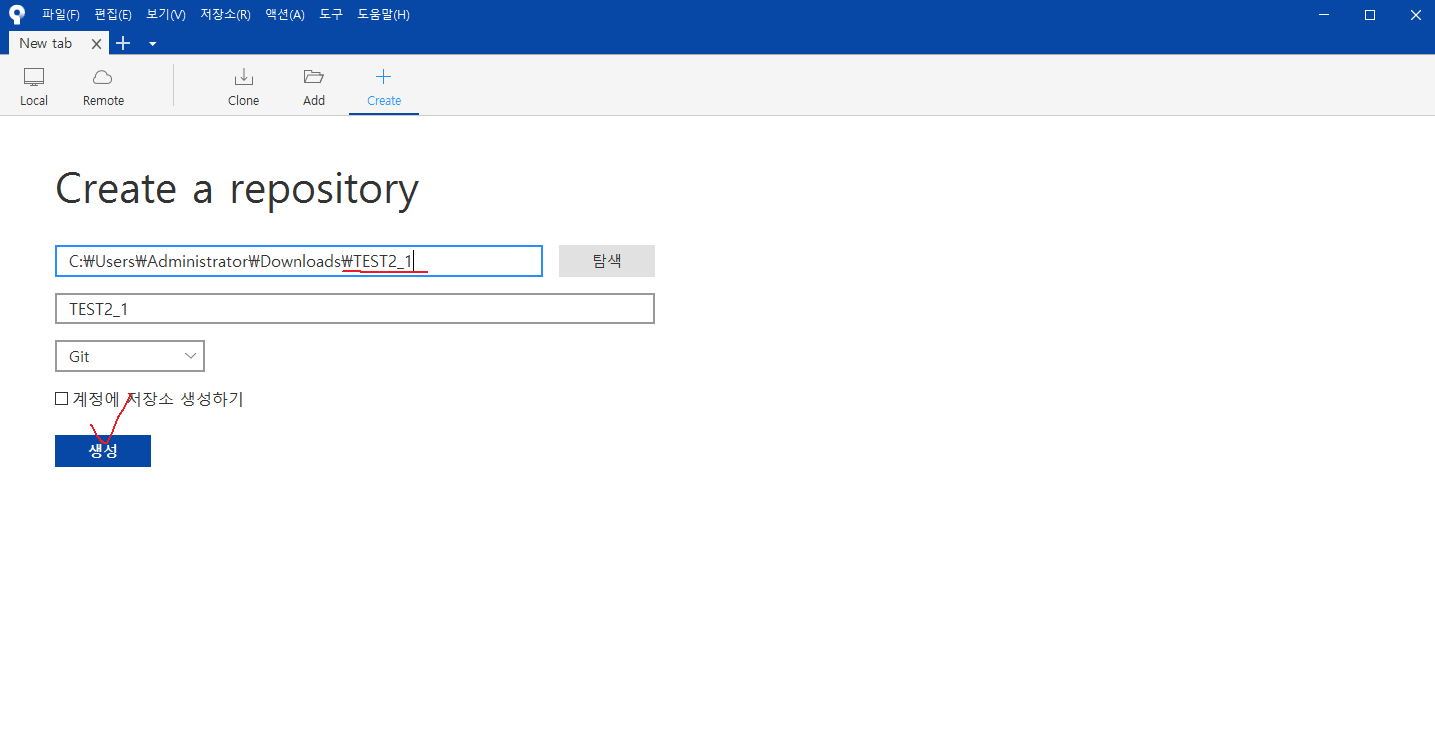 파일(F) 편집(E) 보기(V) 저장소(R) 액션(A) 도구 도움말(H)
New tab
Local Remote Clone Add Create
Create a repository
C:₩Users₩Administrator₩Downloads₩TEST2_1 탐색
TEST2_1
Git
계정에 저장소 생성하기
생성